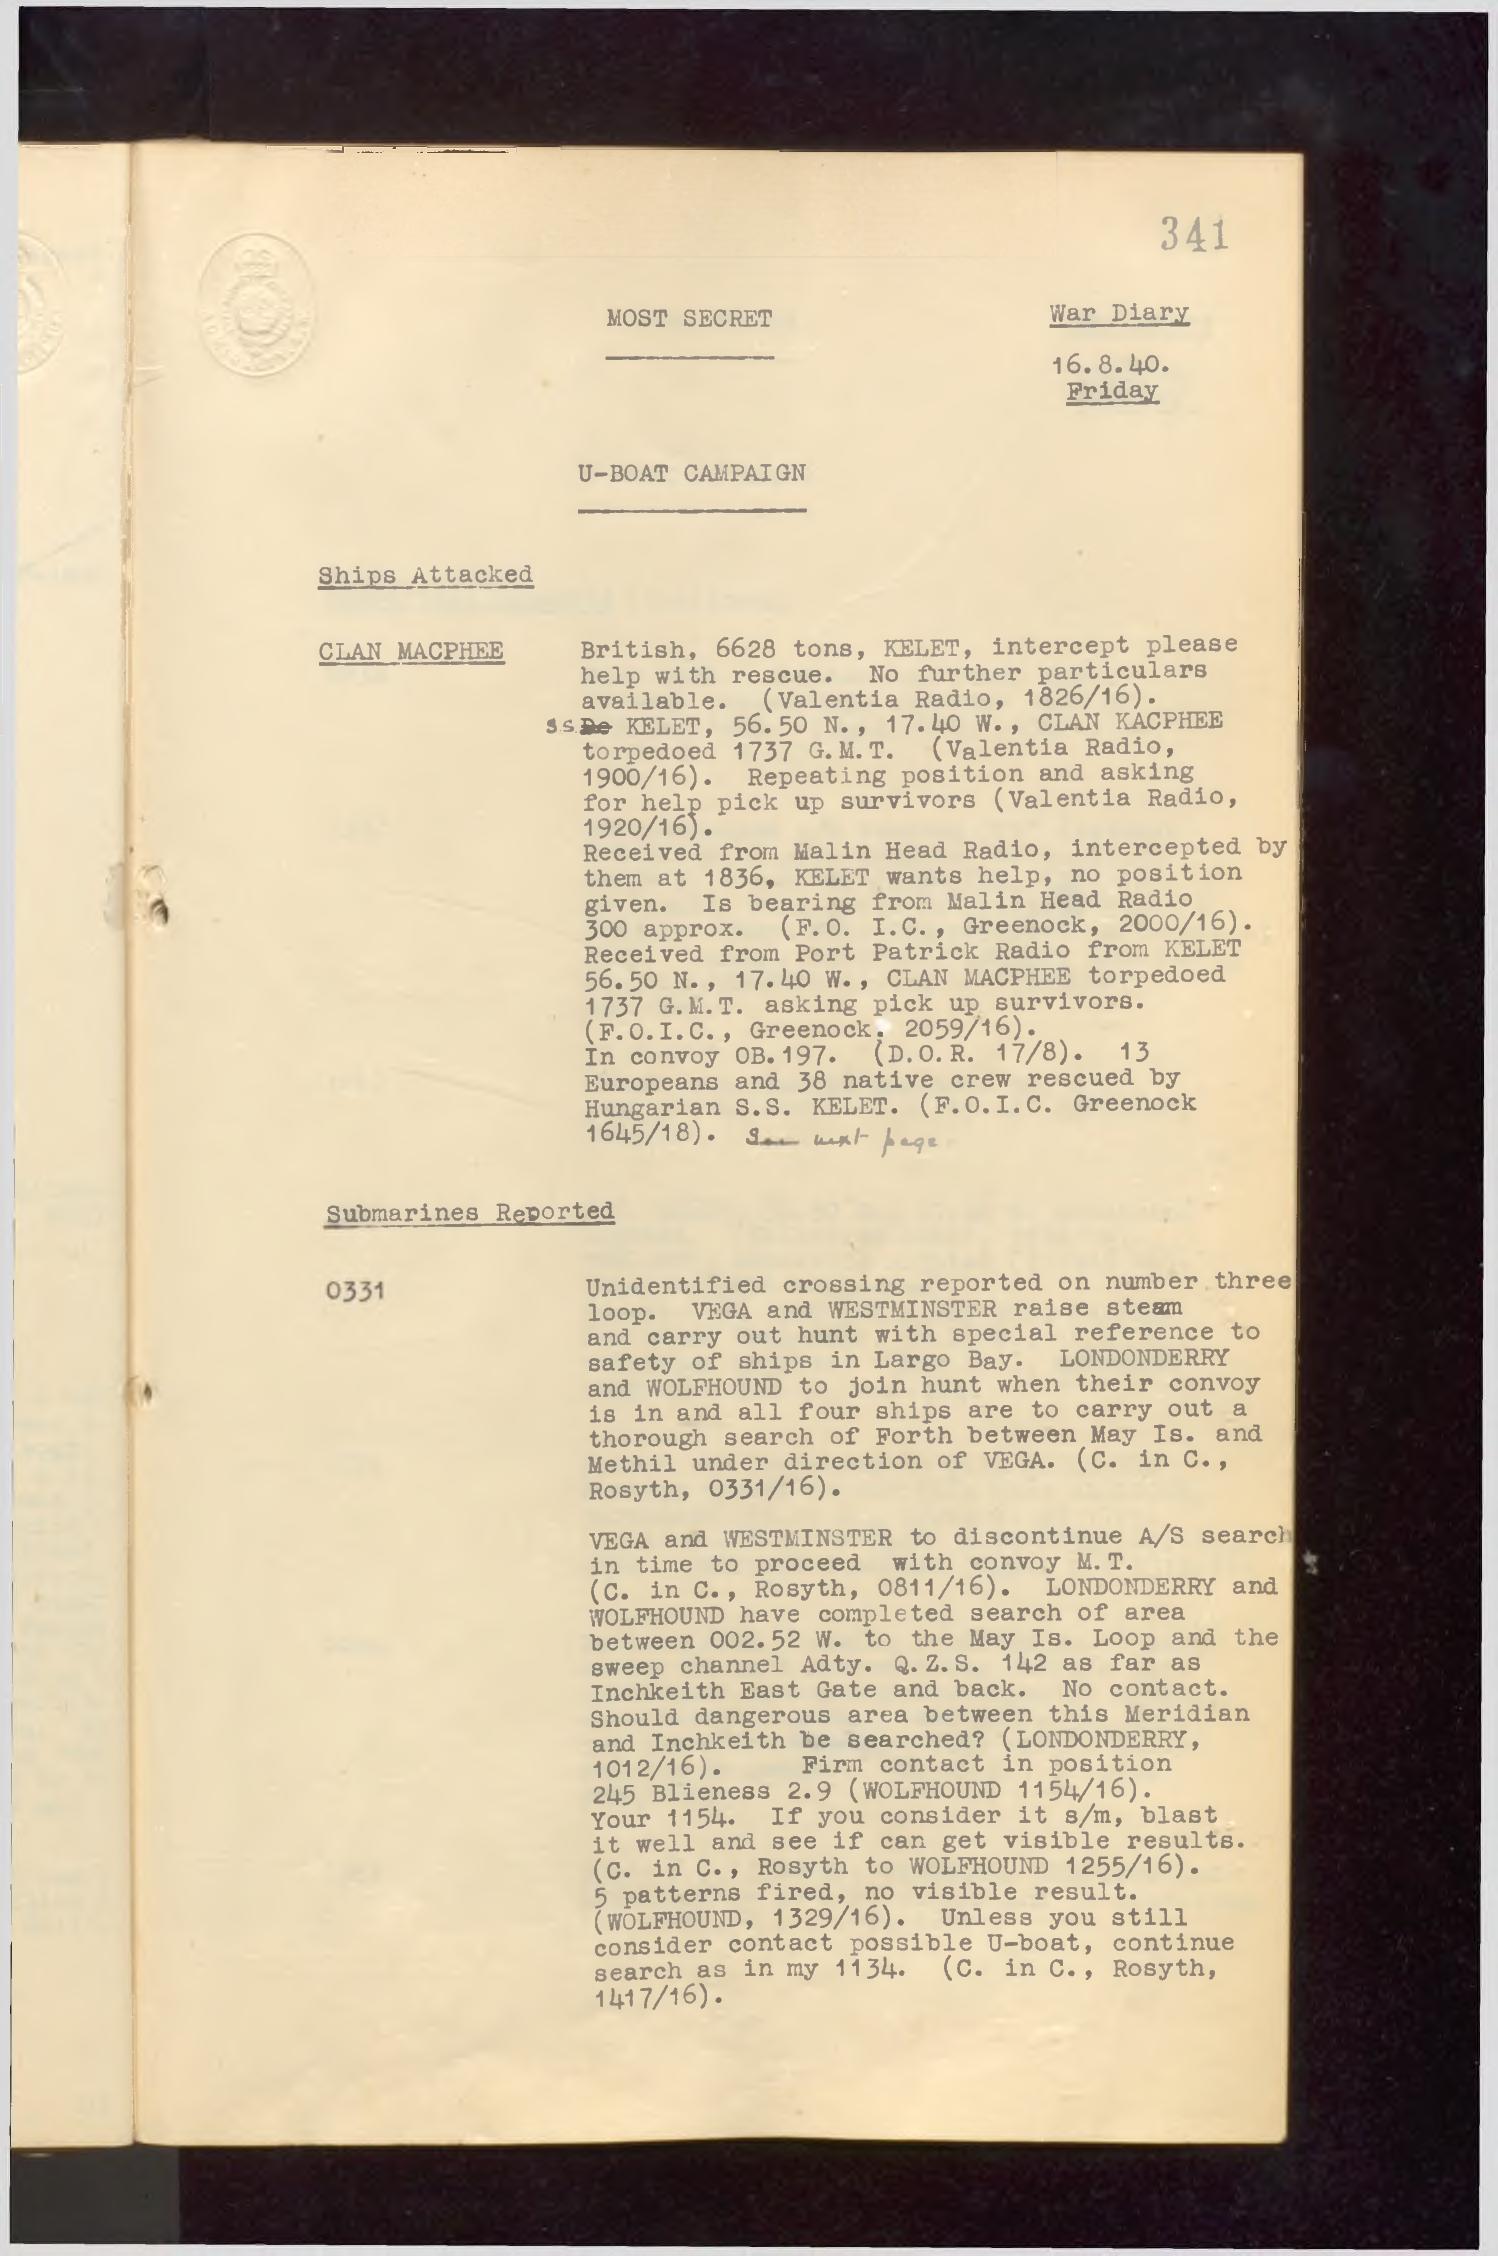 341
MOST SECRET
War Diary
16.8.40.
Friday
U-BOAT CAMPAIGN
Ships Attacked
CLAN MACPHEE
British, 6628 tons, KELET, intercept please
help with rescue. No further particulars
available. (Valentia Radio, 1826/16).
SS De KELET, 56.50 N., 17.40 W., CLAN KACPHEE
torpedoed 1737 G.M.T. (Valentia Radio,
1900/16). Repeating position and asking
for help pick up survivors (Valentia Radio,
1920/16).
Received from Malin Head Radio, intercepted by
them at 1836, KELET wants help, no position
given. Is bearing from Malin Head Radio
300 approx. (F.O. I.C., Greenock, 2000/16).
Received from Port Patrick Radio from KELET
56.50 N., 17.40 W., CLAN MACPHEE torpedoed
1737 G.M.T. asking pick up survivors.
(F.O.I.C., Greenock. 2059/16).
In convoy OB.197. (D.O.R. 17/8). 13
Europeans and 38 native crew rescued by
Hungarian S.S. KELET. (F.O.I.C. Greenock
1645/18). See next page
Submarines Reported
0331
Unidentified crossing reported on number three
loop. VEGA and WESTMINSTER raise steam
and carry out hunt with special reference to
safety of ships in Largo Bay. LONDONDERRY
and WOLFHOUND to join hunt when their convoy
is in and all four ships are to carry out a
thorough search of Forth between May Is. and
Methil under direction of VEGA. (C. in C.,
Rosyth, 0331/16).
VEGA and WESTMINSTER to discontinue A/S search
in time to proceed with convoy M.T.
(C. in C., Rosyth, 0811/16). LONDONDERRY and
WOLFHOUND have completed search of area
between 002.52 W. to the May Is. Loop and the
sweep channel Adty. Q.Z.S. 142 as far as
Inchkeith East Gate and back. No contact.
Should dangerous area between this Meridian
and Inchkeith be searched? (LONDONDERRY,
1012/16). Firm contact in position
245 Blieness 2.9 (WOLFHOUND 1154/16).
Your 1154. If you consider it s/m, blast
it well and see if can get visible results.
(C. in C., Rosyth to WOLFHOUND 1255/16).
5 patterns fired, no visible result.
(WOLFHOUND, 1329/16). Unless you still
consider contact possible U-boat, continue
search as in my 1134. (C. in C., Rosyth,
1417/16).